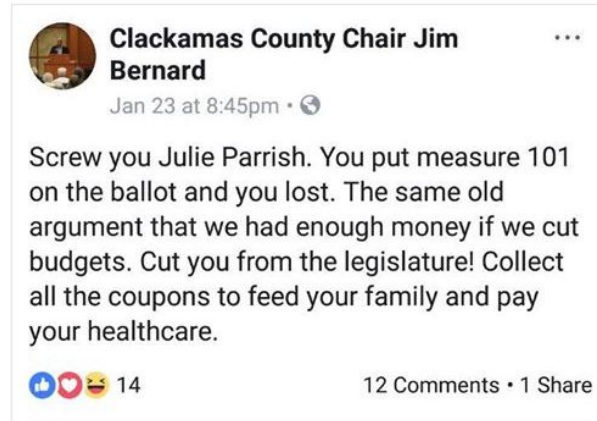 Clackamas County Chair Jim
Bernard
Jan 23 at 8:45pm •
Screw you Julie Parrish. You put measure 101
on the ballot and you lost. The same old
argument that we had enough money if we cut
budgets. Cut you from the legislature! Collect
all the coupons to feed your family and pay
your healthcare.
14
12 Comments • 1 Share